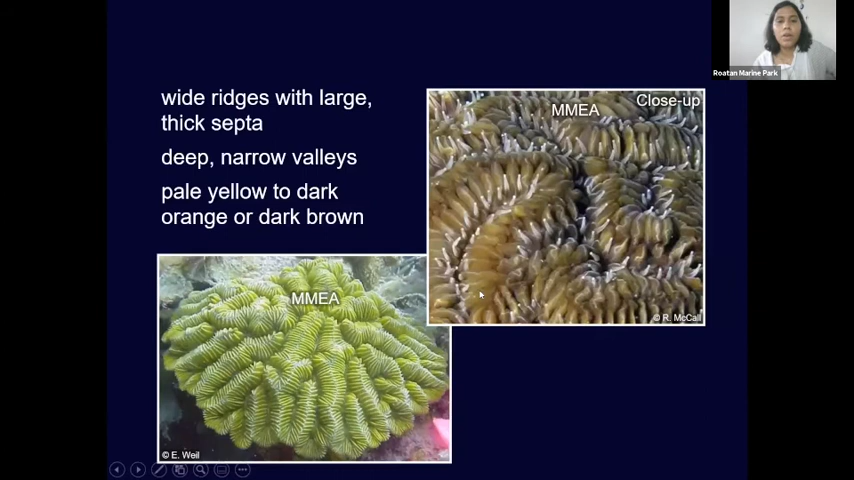 Roatan Marine Park
wide ridges with large,
thick septa
deep, narrow valleys
pale yellow to dark
orange or dark brown
Close-up
MMEA
© R. McCall
MMEA
© E. Weil